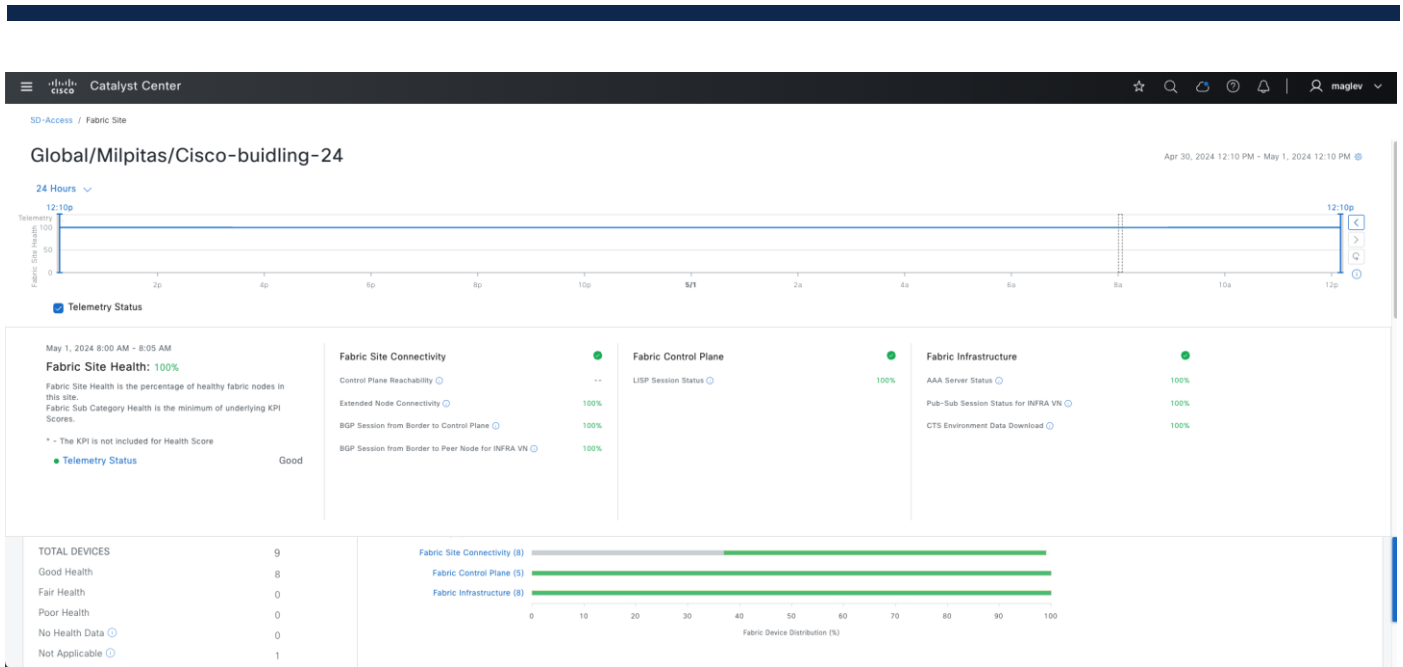 cisco Catalyst Center
maglev
SD-Access / Fabric Site
Global/Milpitas/Cisco-buidling-24
Apr 30, 2024 12:10 PM - May 1, 2024 12:10 PM
24 Hours
12:10p 12:10p
Telemetry
Fabric Site Health
100
50
0
2p 4p 6p 8p 10p 5/1 2a 4a 6a 8a 10a 12p
Telemetry Status
May 1, 2024 8:00 AM - 8:05 AM
Fabric Site Health: 100%
Fabric Site Health is the percentage of healthy fabric nodes in
this site.
Fabric Sub Category Health is the minimum of underlying KPI
Scores.
* - The KPI is not included for Health Score
Telemetry Status Good
Fabric Site Connectivity
Control Plane Reachability --
Extended Node Connectivity 100%
BGP Session from Border to Control Plane 100%
BGP Session from Border to Peer Node for INFRA VN 100%
Fabric Control Plane
LISP Session Status 100%
Fabric Infrastructure
AAA Server Status 100%
Pub-Sub Session Status for INFRA VN 100%
CTS Environment Data Download 100%
TOTAL DEVICES 9
Good Health 8
Fair Health 0
Poor Health 0
No Health Data 0
Not Applicable 1
Fabric Site Connectivity (8)
Fabric Control Plane (5)
Fabric Infrastructure (8)
0 10 20 30 40 50 60 70 80 90 100
Fabric Device Distribution (%)